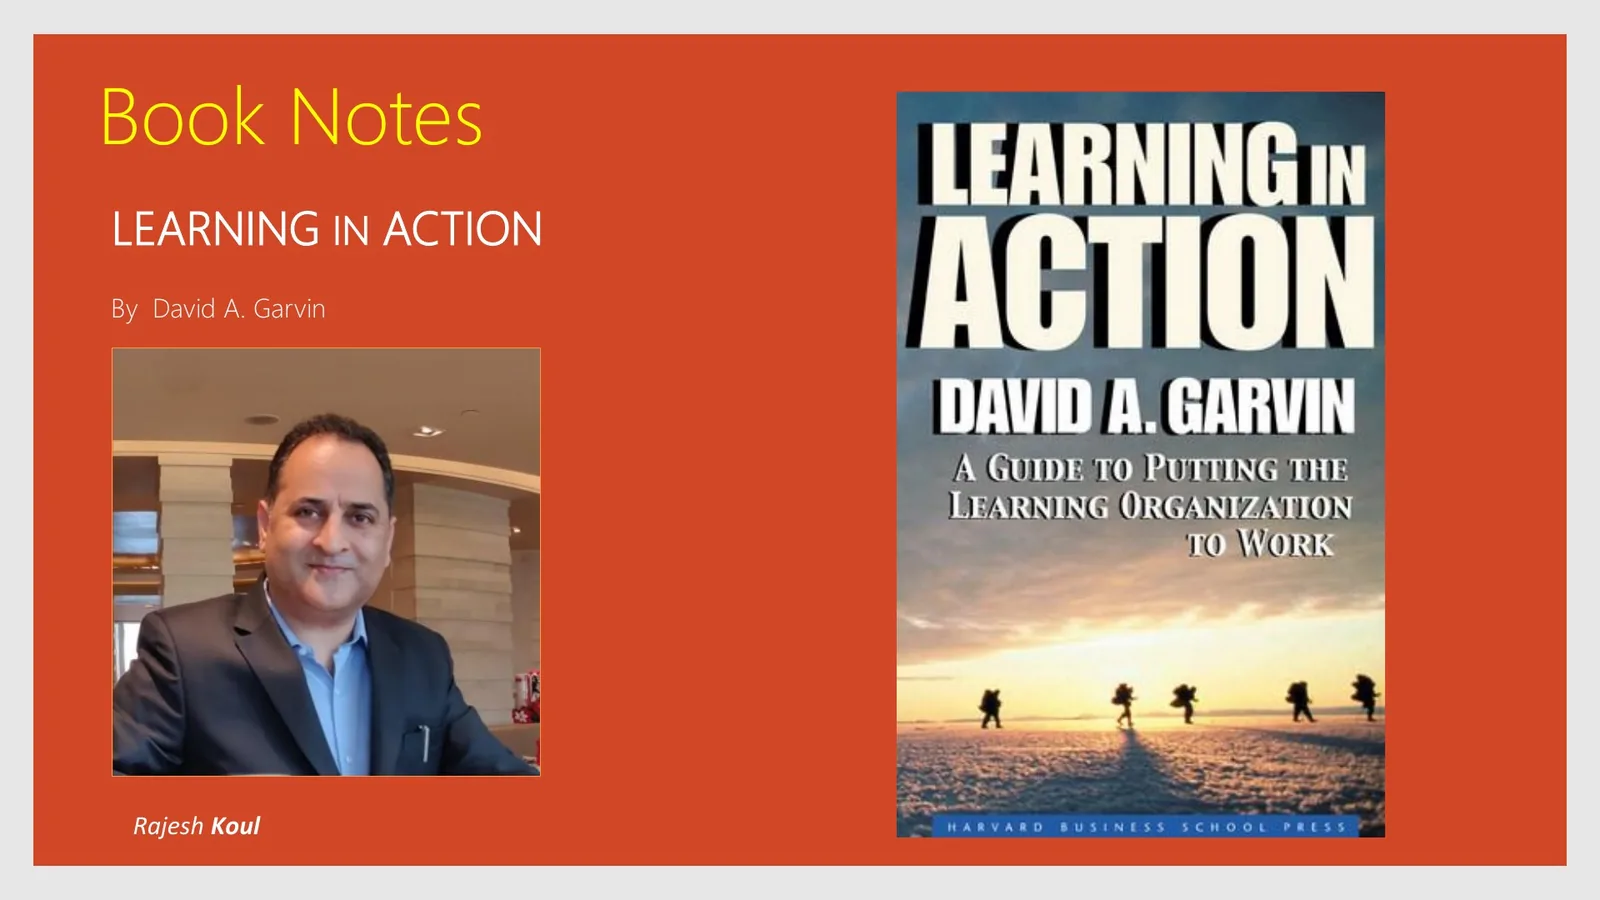 Book Notes
LEARNING IN ACTION
By David A. Garvin
Rajesh Koul
LEARNING IN
ACTION
DAVID A. GARVIN
A GUIDE TO PUTTING THE
LEARNING ORGANIZATION
TO WORK
HARVARD BUSINESS SCHOOL PRESS